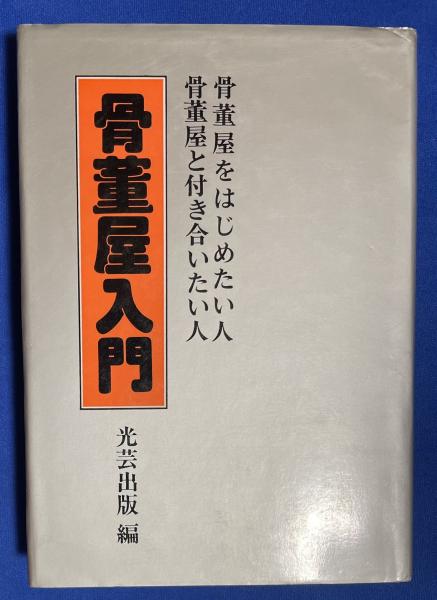 骨董屋をはじめたい人
骨董屋と付き合いたい人
骨董屋入門
光芸出版 編